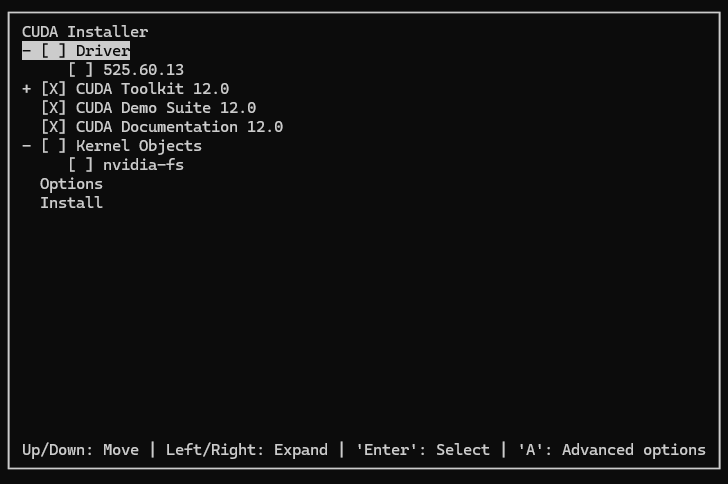 CUDA Installer
- [ ] Driver
[ ] 525.60.13
+ [X] CUDA Toolkit 12.0
[X] CUDA Demo Suite 12.0
[X] CUDA Documentation 12.0
- [ ] Kernel Objects
[ ] nvidia-fs
Options
Install
Up/Down: Move | Left/Right: Expand | 'Enter': Select | 'A': Advanced options